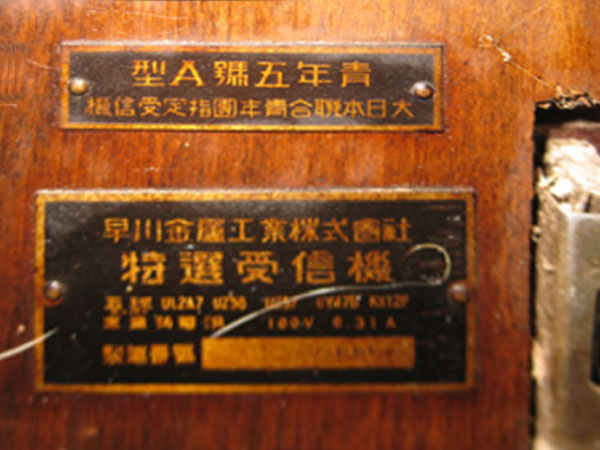 青年五號A型
大日本聯合青年團指定受信機
早川金屬工業株式會社
特選受信機
KX12F
100-V 0.31A
製造番號